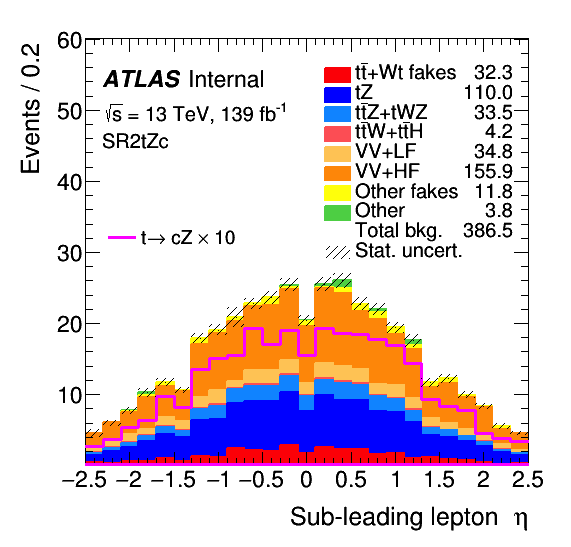 Events / 0.2
60
50
40
30
20
10
ATLAS Internal
√s = 13 TeV, 139 fb⁻¹
SR2tZc
t→ cZ × 10
tt̄+Wt fakes 32.3
tZ 110.0
tt̄Z+tWZ 33.5
tt̄W+tt̄H 4.2
VV+LF 34.8
VV+HF 155.9
Other fakes 11.8
Other 3.8
Total bkg. 386.5
Stat. uncert.
−2.5 −2 −1.5 −1 −0.5 0 0.5 1 1.5 2 2.5
Sub-leading lepton η